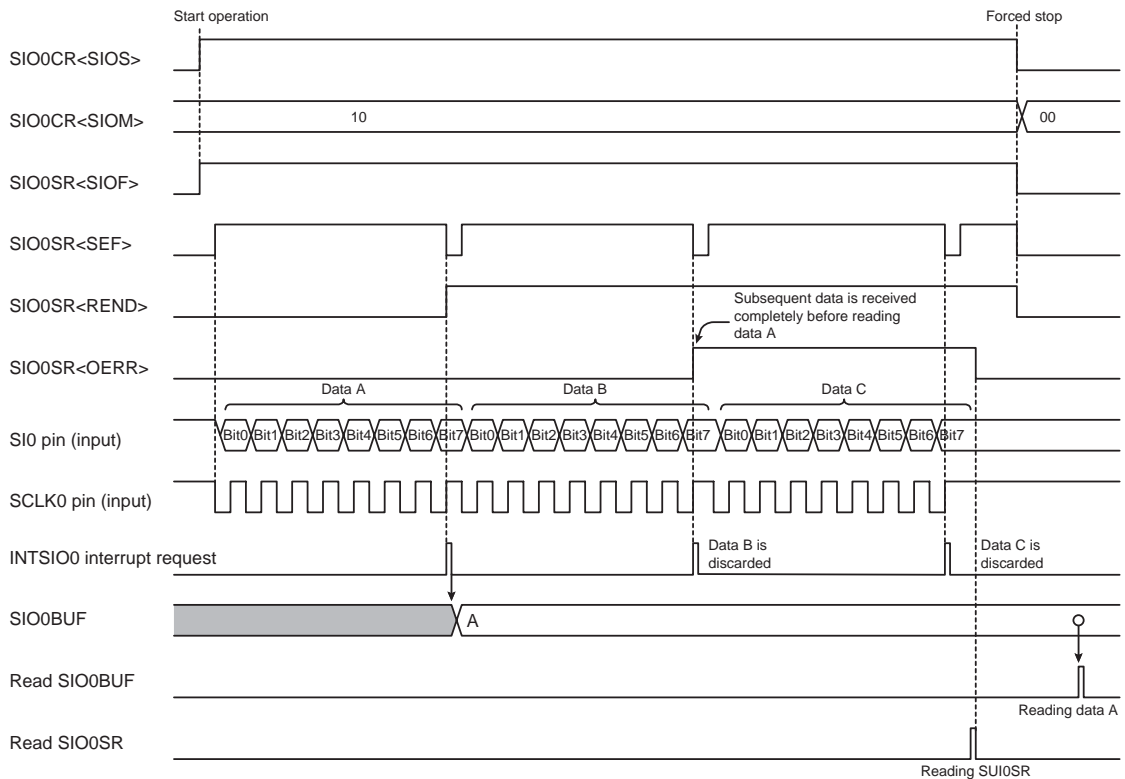 Start operation
Forced stop
SIO0CR<SIOS>
SIO0CR<SIOM>
10
00
SIO0SR<SIOF>
SIO0SR<SEF>
SIO0SR<REND>
Subsequent data is received
completely before reading
data A
SIO0SR<OERR>
Data A
Data B
Data C
SI0 pin (input)
Bit0 Bit1 Bit2 Bit3 Bit4 Bit5 Bit6 Bit7 Bit0 Bit1 Bit2 Bit3 Bit4 Bit5 Bit6 Bit7 Bit0 Bit1 Bit2 Bit3 Bit4 Bit5 Bit6 Bit7
SCLK0 pin (input)
INTSIO0 interrupt request
Data B is
discarded
Data C is
discarded
SIO0BUF
A
Read SIO0BUF
Reading data A
Read SIO0SR
Reading SUI0SR